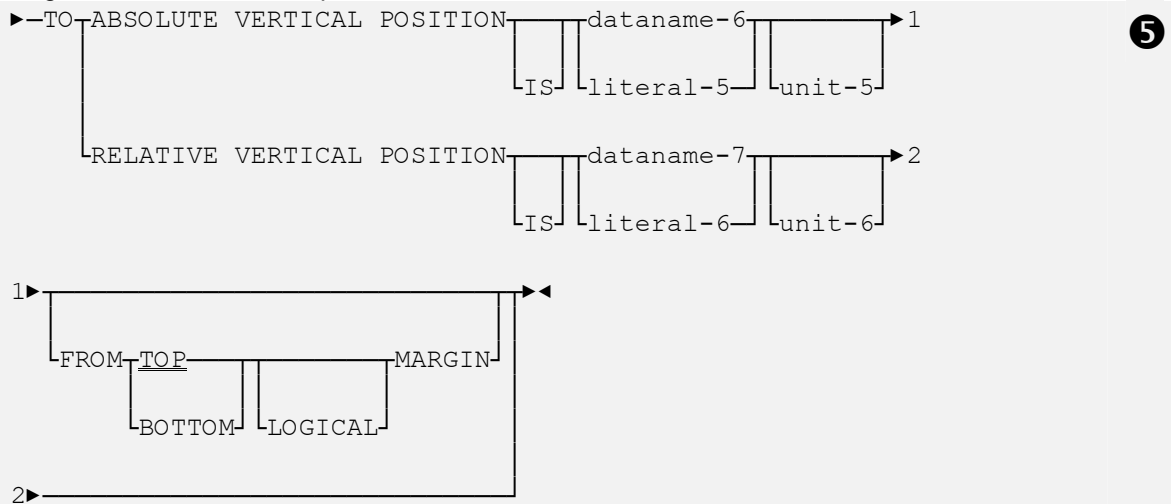 TO ABSOLUTE VERTICAL POSITION dataname-6 1 5
IS literal-5 unit-5
RELATIVE VERTICAL POSITION dataname-7 2
IS literal-6 unit-6
1
FROM TOP MARGIN
BOTTOM LOGICAL
2